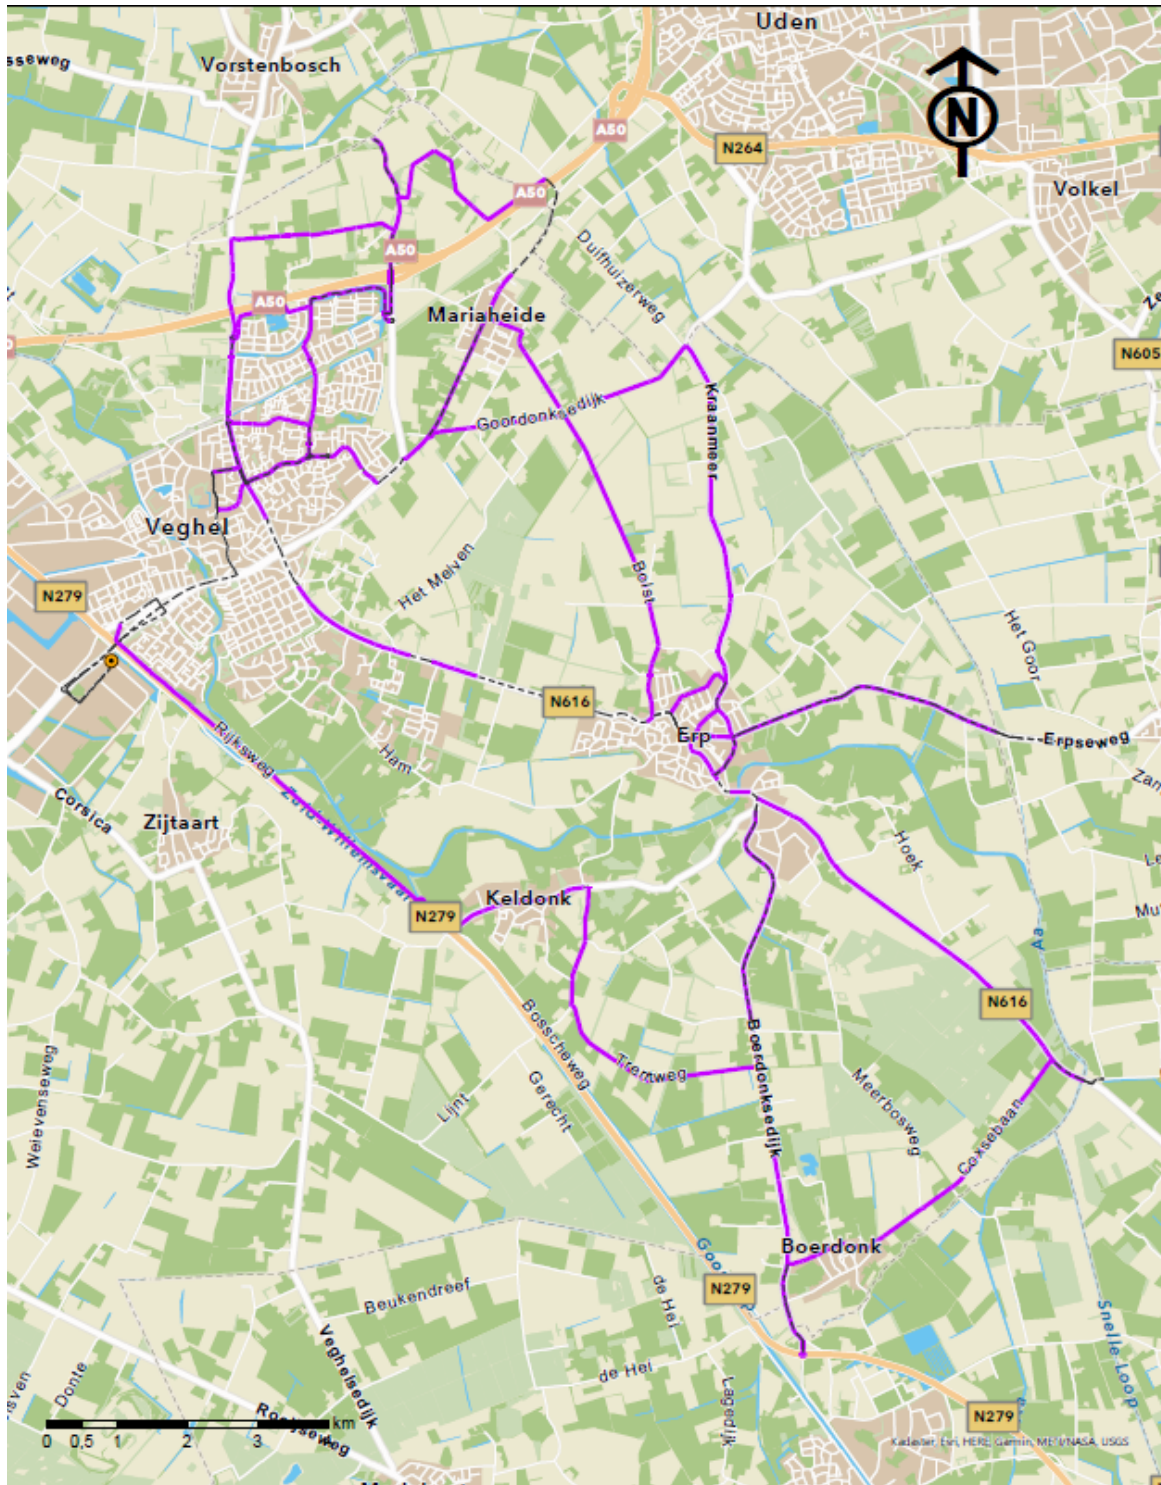 Uden
sseweg
Vorstenbosch
N
A50
N264
Volkel
A50
Duifhuizerweg
A50
A50
Mariaheide
N605
Kraanmeer
Goordonksedijk
Veghel
Het Melven
Bolst
N279
Het Goor
N616
Erp
Erpseweg
Rijksweg
Ham
Zuid-Willemsvaart
Corsica
Zijtaart
Hoek
Keldonk
N279
Aa
N616
Bosscheweg
Boerdonksedijk
Trentweg
Meerbosweg
Gerecht
Lijnt
Coxsebaan
Boerdonk
N279
de Hei
Beukendreef
Snelle Loop
Veghelsedijk
de Hei
Donte
Lagedijk
km
0 0,5 1 2 3 4
N279
Kadaster, Esri, HERE, Garmin, METI/NASA, USGS